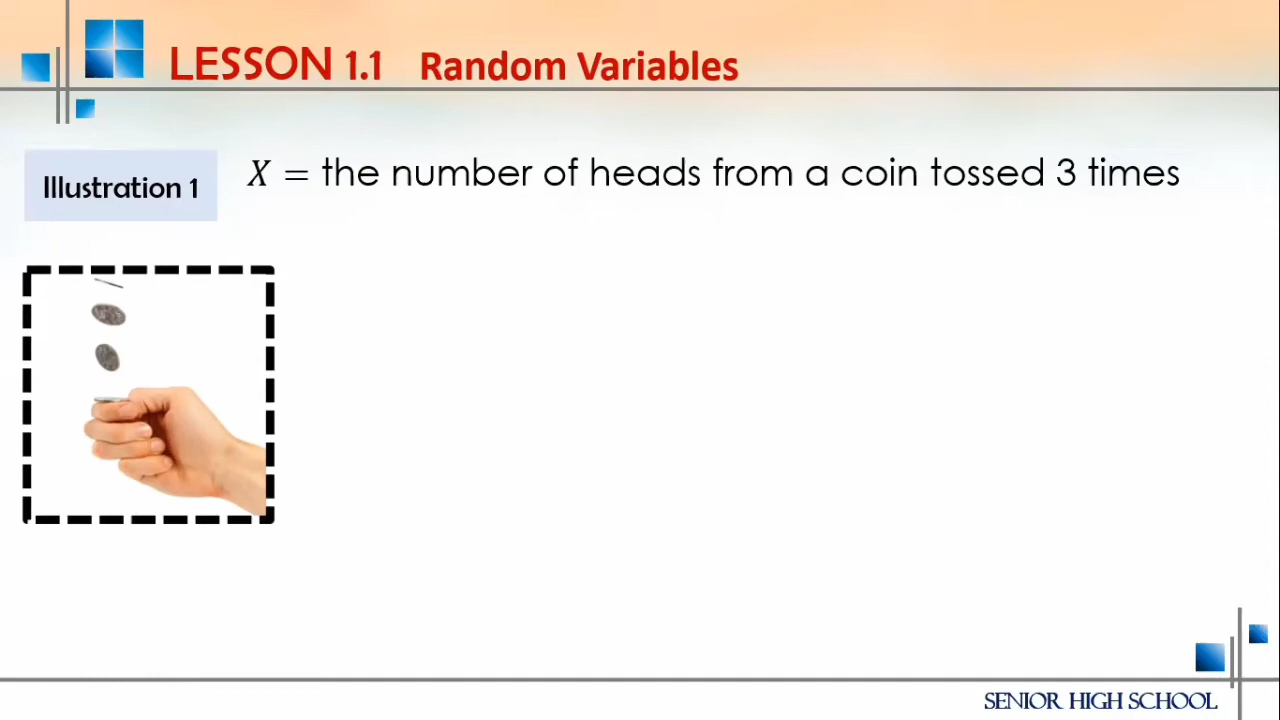 LESSON 1.1 Random Variables
Illustration 1
X = the number of heads from a coin tossed 3 times
SENIOR HIGH SCHOOL